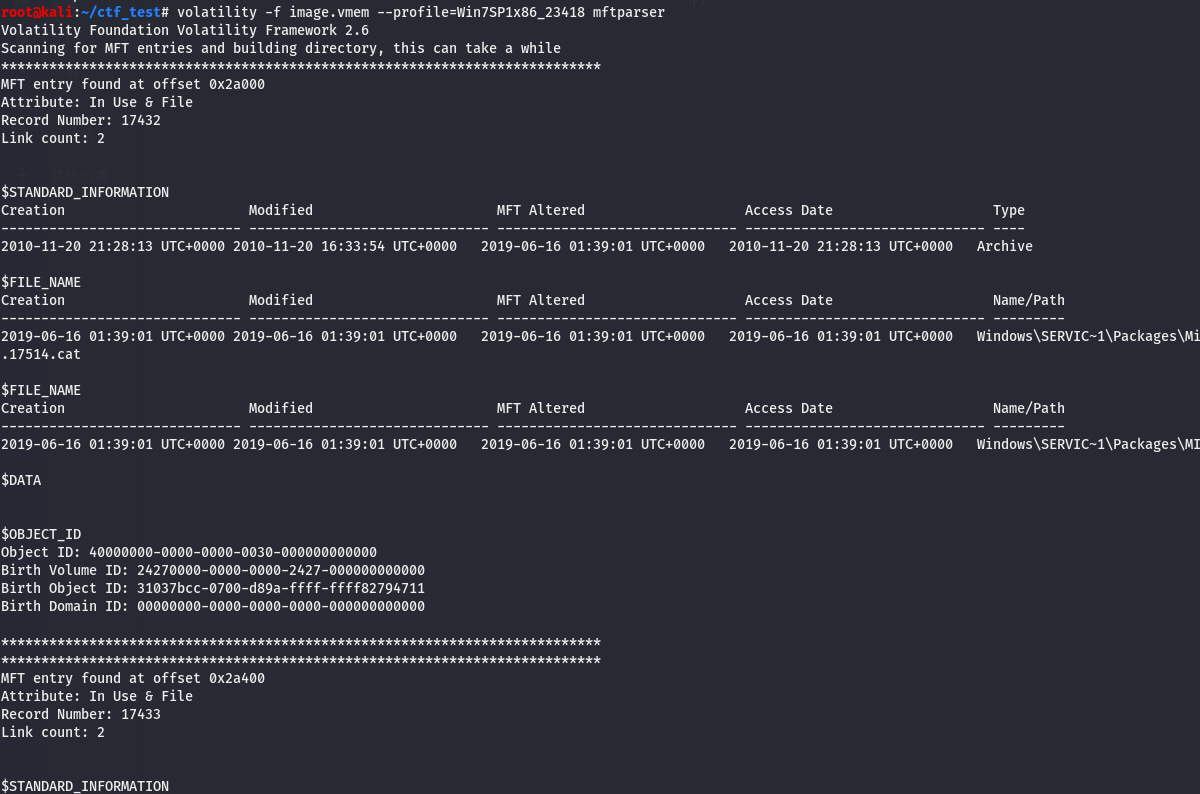 root@kali:~/ctf_test# volatility -f image.vmem --profile=Win7SP1x86_23418 mftparser
Volatility Foundation Volatility Framework 2.6
Scanning for MFT entries and building directory, this can take a while
***************************************************************************
MFT entry found at offset 0x2a000
Attribute: In Use & File
Record Number: 17432
Link count: 2
$STANDARD_INFORMATION
Creation                       Modified                       MFT Altered                    Access Date                    Type
------------------------------ ------------------------------ ------------------------------ ------------------------------ ----
2010-11-20 21:28:13 UTC+0000 2010-11-20 16:33:54 UTC+0000   2019-06-16 01:39:01 UTC+0000   2010-11-20 21:28:13 UTC+0000   Archive
$FILE_NAME
Creation                       Modified                       MFT Altered                    Access Date                    Name/Path
------------------------------ ------------------------------ ------------------------------ ------------------------------ ---------
2019-06-16 01:39:01 UTC+0000 2019-06-16 01:39:01 UTC+0000   2019-06-16 01:39:01 UTC+0000   2019-06-16 01:39:01 UTC+0000   Windows\SERVIC~1\Packages\Mi
.17514.cat
$FILE_NAME
Creation                       Modified                       MFT Altered                    Access Date                    Name/Path
------------------------------ ------------------------------ ------------------------------ ------------------------------ ---------
2019-06-16 01:39:01 UTC+0000 2019-06-16 01:39:01 UTC+0000   2019-06-16 01:39:01 UTC+0000   2019-06-16 01:39:01 UTC+0000   Windows\SERVIC~1\Packages\MI
$DATA
$OBJECT_ID
Object ID: 40000000-0000-0000-0030-000000000000
Birth Volume ID: 24270000-0000-0000-2427-000000000000
Birth Object ID: 31037bcc-0700-d89a-ffff-ffff82794711
Birth Domain ID: 00000000-0000-0000-0000-000000000000
***************************************************************************
***************************************************************************
MFT entry found at offset 0x2a400
Attribute: In Use & File
Record Number: 17433
Link count: 2
$STANDARD_INFORMATION